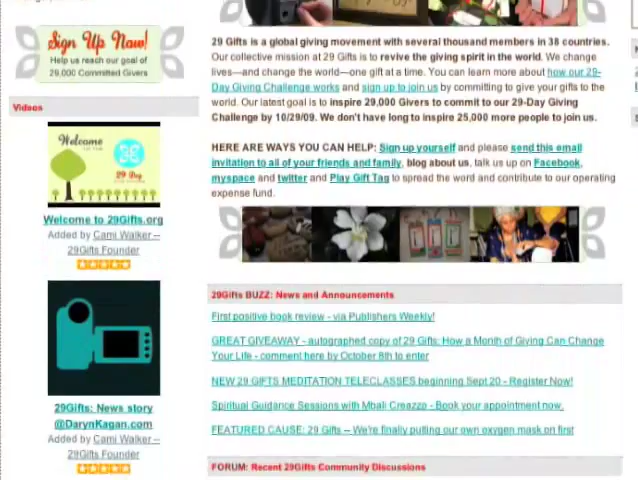 Sign Up Now!
Help us reach our goal of
29,000 Committed Givers
Videos
Welcome
29 Day
Welcome to 29Gifts.org
Added by Cami Walker --
29Gifts Founder
29Gifts: News story
@DarynKagan.com
Added by Cami Walker --
29Gifts Founder
29 Gifts is a global giving movement with several thousand members in 38 countries.
Our collective mission at 29 Gifts is to revive the giving spirit in the world. We change
lives—and change the world—one gift at a time. You can learn more about how our 29-
Day Giving Challenge works and sign up to join us by committing to give your gifts to the
world. Our latest goal is to inspire 29,000 Givers to commit to our 29-Day Giving
Challenge by 10/29/09. We don't have long to inspire 25,000 more people to join us.
HERE ARE WAYS YOU CAN HELP: Sign up yourself and please send this email
invitation to all of your friends and family, blog about us, talk us up on Facebook,
myspace and twitter and Play Gift Tag to spread the word and contribute to our operating
expense fund.
29Gifts BUZZ: News and Announcements
First positive book review - via Publishers Weekly!
GREAT GIVEAWAY - autographed copy of 29 Gifts: How a Month of Giving Can Change
Your Life - comment here by October 8th to enter
NEW 29 GIFTS MEDITATION TELECLASSES beginning Sept 20 - Register Now!
Spiritual Guidance Sessions with Mbali Creazzo - Book your appointment now.
FEATURED CAUSE: 29 Gifts -- We're finally putting our own oxygen mask on first
FORUM: Recent 29Gifts Community Discussions